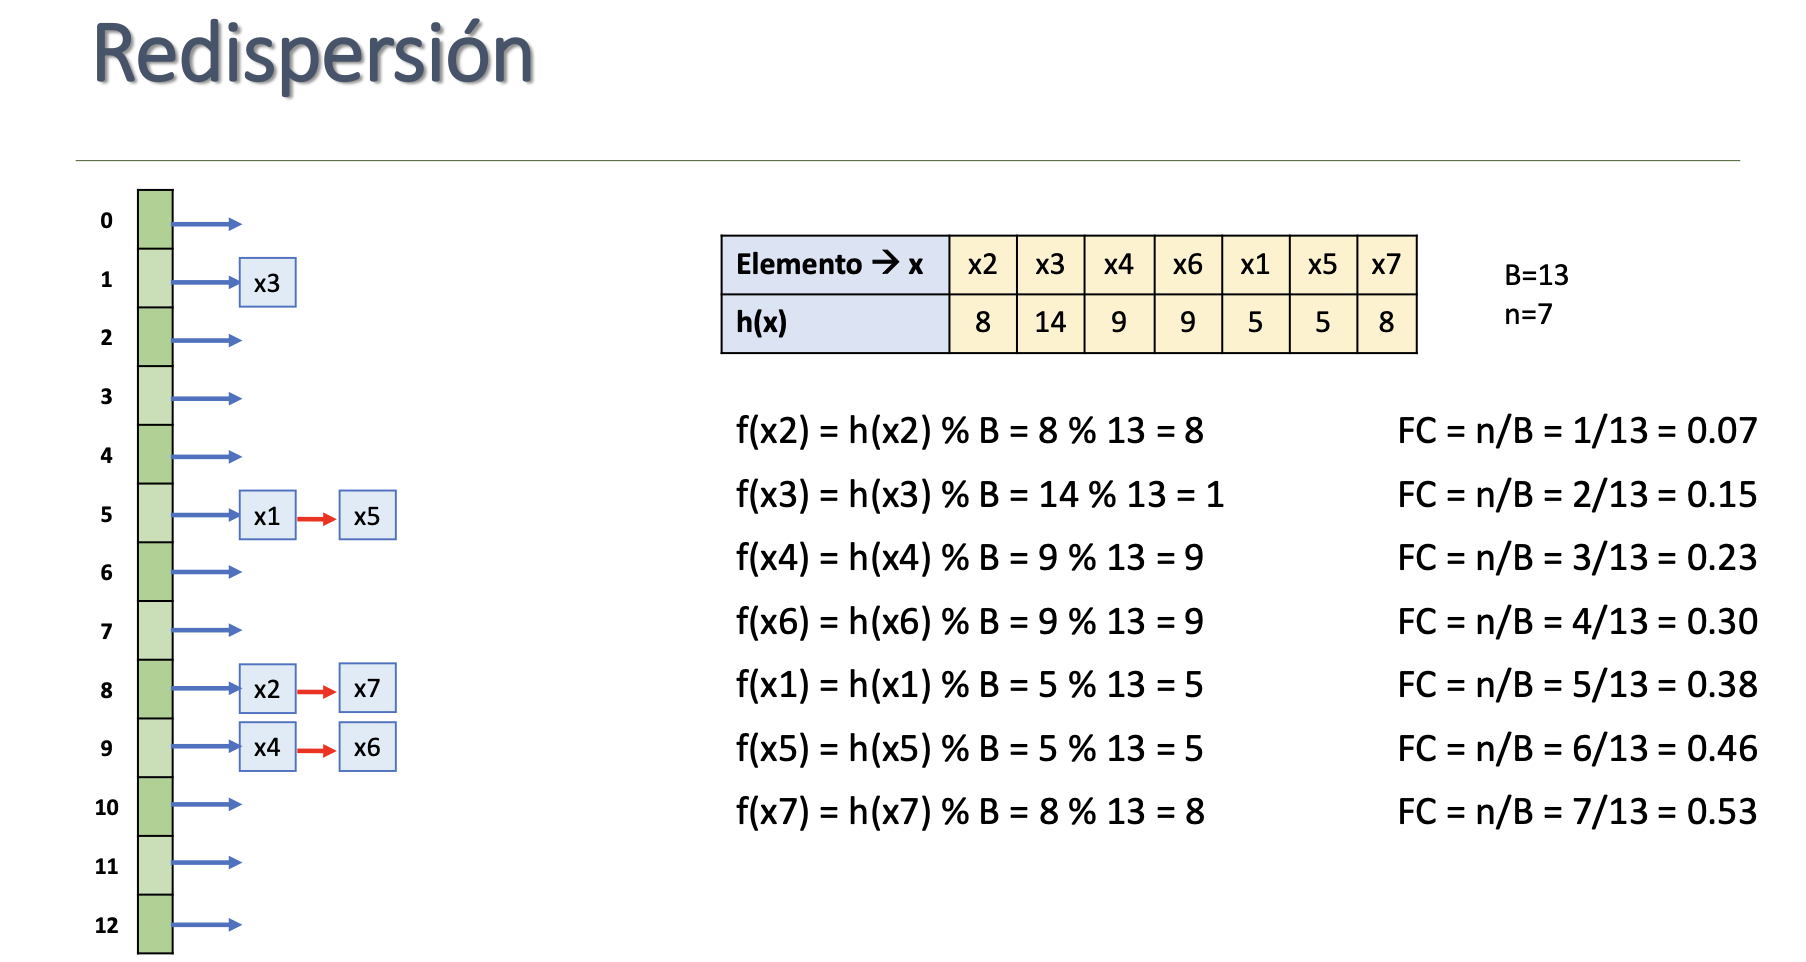 Redispersión
0
1 x3
2
3
4
5 x1 x5
6
7
8 x2 x7
9 x4 x6
10
11
12
Elemento → x x2 x3 x4 x6 x1 x5 x7
h(x) 8 14 9 9 5 5 8
B=13
n=7
f(x2) = h(x2) % B = 8 % 13 = 8 FC = n/B = 1/13 = 0.07
f(x3) = h(x3) % B = 14 % 13 = 1 FC = n/B = 2/13 = 0.15
f(x4) = h(x4) % B = 9 % 13 = 9 FC = n/B = 3/13 = 0.23
f(x6) = h(x6) % B = 9 % 13 = 9 FC = n/B = 4/13 = 0.30
f(x1) = h(x1) % B = 5 % 13 = 5 FC = n/B = 5/13 = 0.38
f(x5) = h(x5) % B = 5 % 13 = 5 FC = n/B = 6/13 = 0.46
f(x7) = h(x7) % B = 8 % 13 = 8 FC = n/B = 7/13 = 0.53